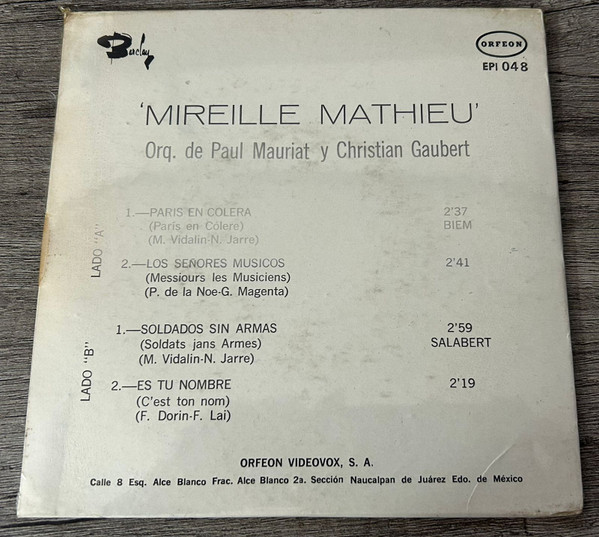 Barclay
ORFEON
EPI 048
'MIREILLE MATHIEU'
Orq. de Paul Mauriat y Christian Gaubert
LADO "A"
1.—PARIS EN COLERA 2'37
(París en Cólere) BIEM
(M. Vidalin-N. Jarre)
2.—LOS SEÑORES MUSICOS 2'41
(Messiours les Musiciens)
(P. de la Noe-G. Magenta)
LADO "B"
1.—SOLDADOS SIN ARMAS 2'59
(Soldats jans Armes) SALABERT
(M. Vidalin-N. Jarre)
2.—ES TU NOMBRE 2'19
(C'est ton nom)
(F. Dorin-F. Lai)
ORFEON VIDEOVOX, S. A.
Calle 8 Esq. Alce Blanco Frac. Alce Blanco 2a. Sección Naucalpan de Juárez Edo. de México